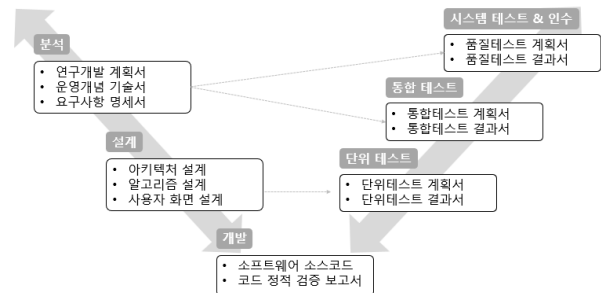 분석
• 연구개발 계획서
• 운영개념 기술서
• 요구사항 명세서
시스템 테스트 & 인수
• 품질테스트 계획서
• 품질테스트 결과서
통합 테스트
• 통합테스트 계획서
• 통합테스트 결과서
설계
• 아키텍처 설계
• 알고리즘 설계
• 사용자 화면 설계
단위 테스트
• 단위테스트 계획서
• 단위테스트 결과서
개발
• 소프트웨어 소스코드
• 코드 정적 검증 보고서